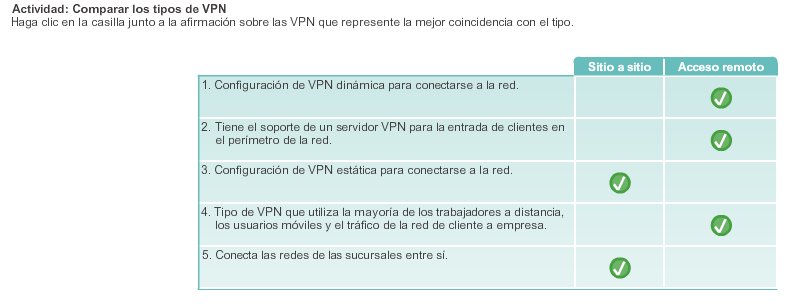 Actividad: Comparar los tipos de VPN
Haga clic en la casilla junto a la afirmación sobre las VPN que represente la mejor coincidencia con el tipo.
Sitio a sitio
Acceso remoto
1. Configuración de VPN dinámica para conectarse a la red.
2. Tiene el soporte de un servidor VPN para la entrada de clientes en
el perímetro de la red.
3. Configuración de VPN estática para conectarse a la red.
4. Tipo de VPN que utiliza la mayoría de los trabajadores a distancia,
los usuarios móviles y el tráfico de la red de cliente a empresa.
5. Conecta las redes de las sucursales entre sí.